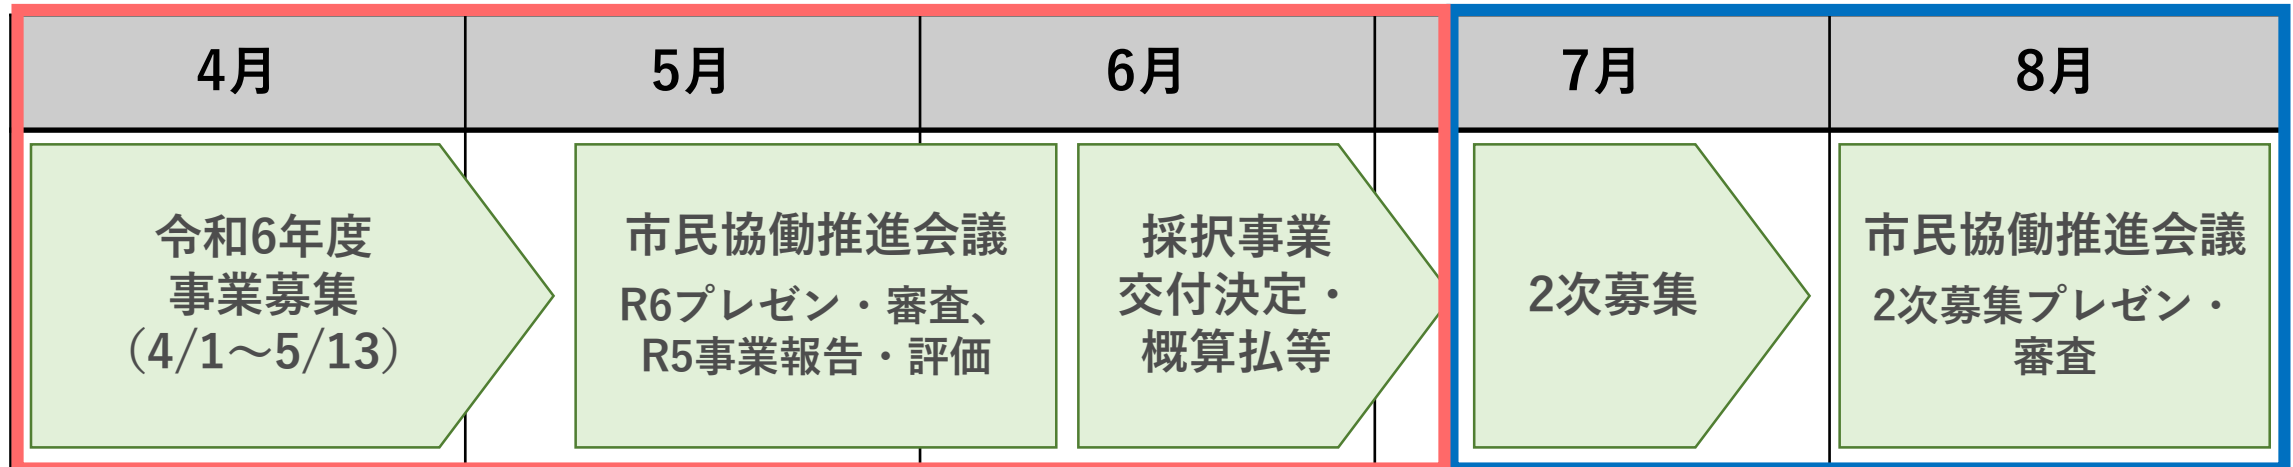 4月
5月
6月
7月
8月
令和6年度
事業募集
（4/1～5/13）
市民協働推進会議
R6プレゼン・審査、
R5事業報告・評価
採択事業
交付決定・
概算払等
2次募集
市民協働推進会議
2次募集プレゼン・
審査